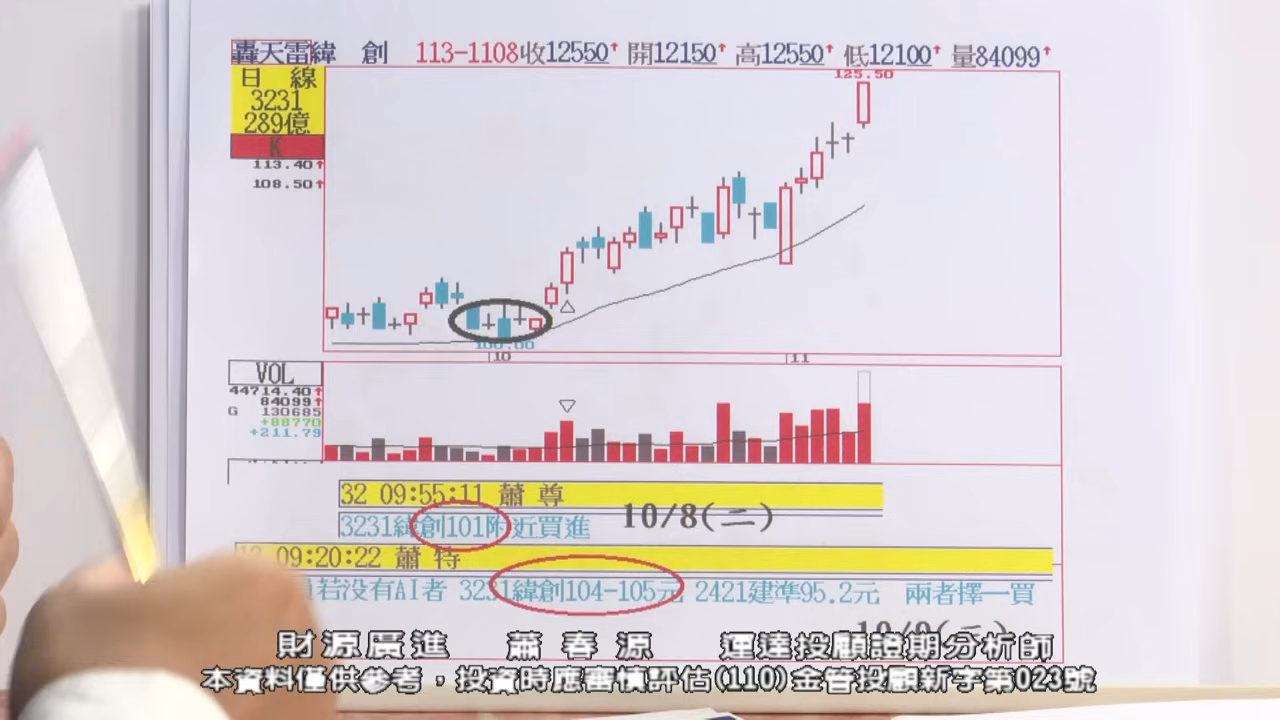 轟天雷緯 創 113-1108收12550↑ 開12150↑ 高12550↑ 低12100↑ 量84099↑
日 線
3231
289億
K
113.40↑
108.50↑
125.50
100.00
10 11
VOL
44714.40↑
84099↑
G 130685
+88770
+211.79
32 09:55:11 蕭 尊
3231緯創101附近買進 10/8(二)
09:20:22 蕭 特
若没有AI者 3231緯創104-105元 2421建準95.2元 兩者擇一買
財源廣進 蕭春源 運達投顧證期分析師
本資料僅供參考，投資時應審慎評估(110)金管投顧新字第023號